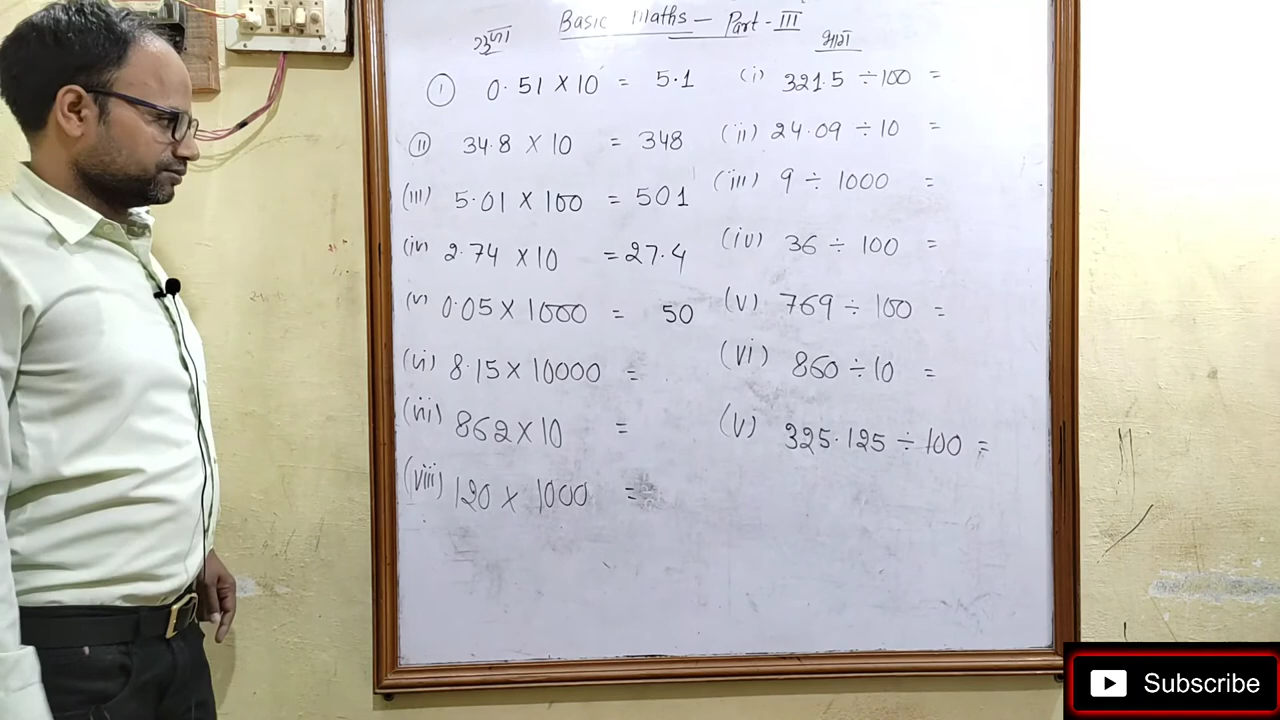 Basic Maths - Part - III
गुणा
भाग
(I) 0.51 × 10 = 5.1
(II) 34.8 × 10 = 348
(III) 5.01 × 100 = 501
(iv) 2.74 × 10 = 27.4
(v) 0.05 × 1000 = 50
(vi) 8.15 × 10000 =
(vii) 862 × 10 =
(viii) 120 × 1000 =
(i) 321.5 ÷ 100 =
(ii) 24.09 ÷ 10 =
(iii) 9 ÷ 1000 =
(iv) 36 ÷ 100 =
(v) 769 ÷ 100 =
(vi) 860 ÷ 10 =
(v) 325.125 ÷ 100 =
Subscribe